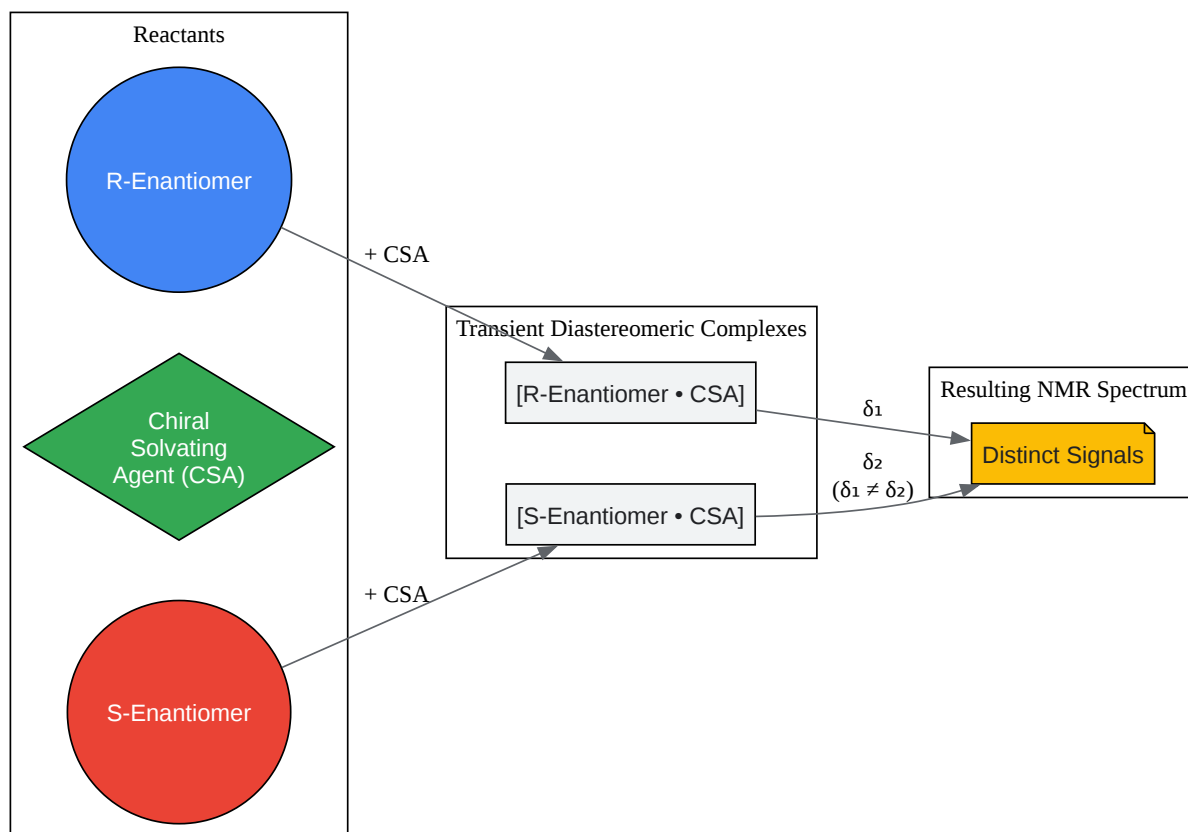 Reactants
R-Enantiomer
+ CSA
Chiral
Solvating
Agent (CSA)
S-Enantiomer
+ CSA
Transient Diastereomeric Complexes
[R-Enantiomer • CSA]
[S-Enantiomer • CSA]
δ₁
δ₂
(δ₁ ≠ δ₂)
Resulting NMR Spectrum
Distinct Signals